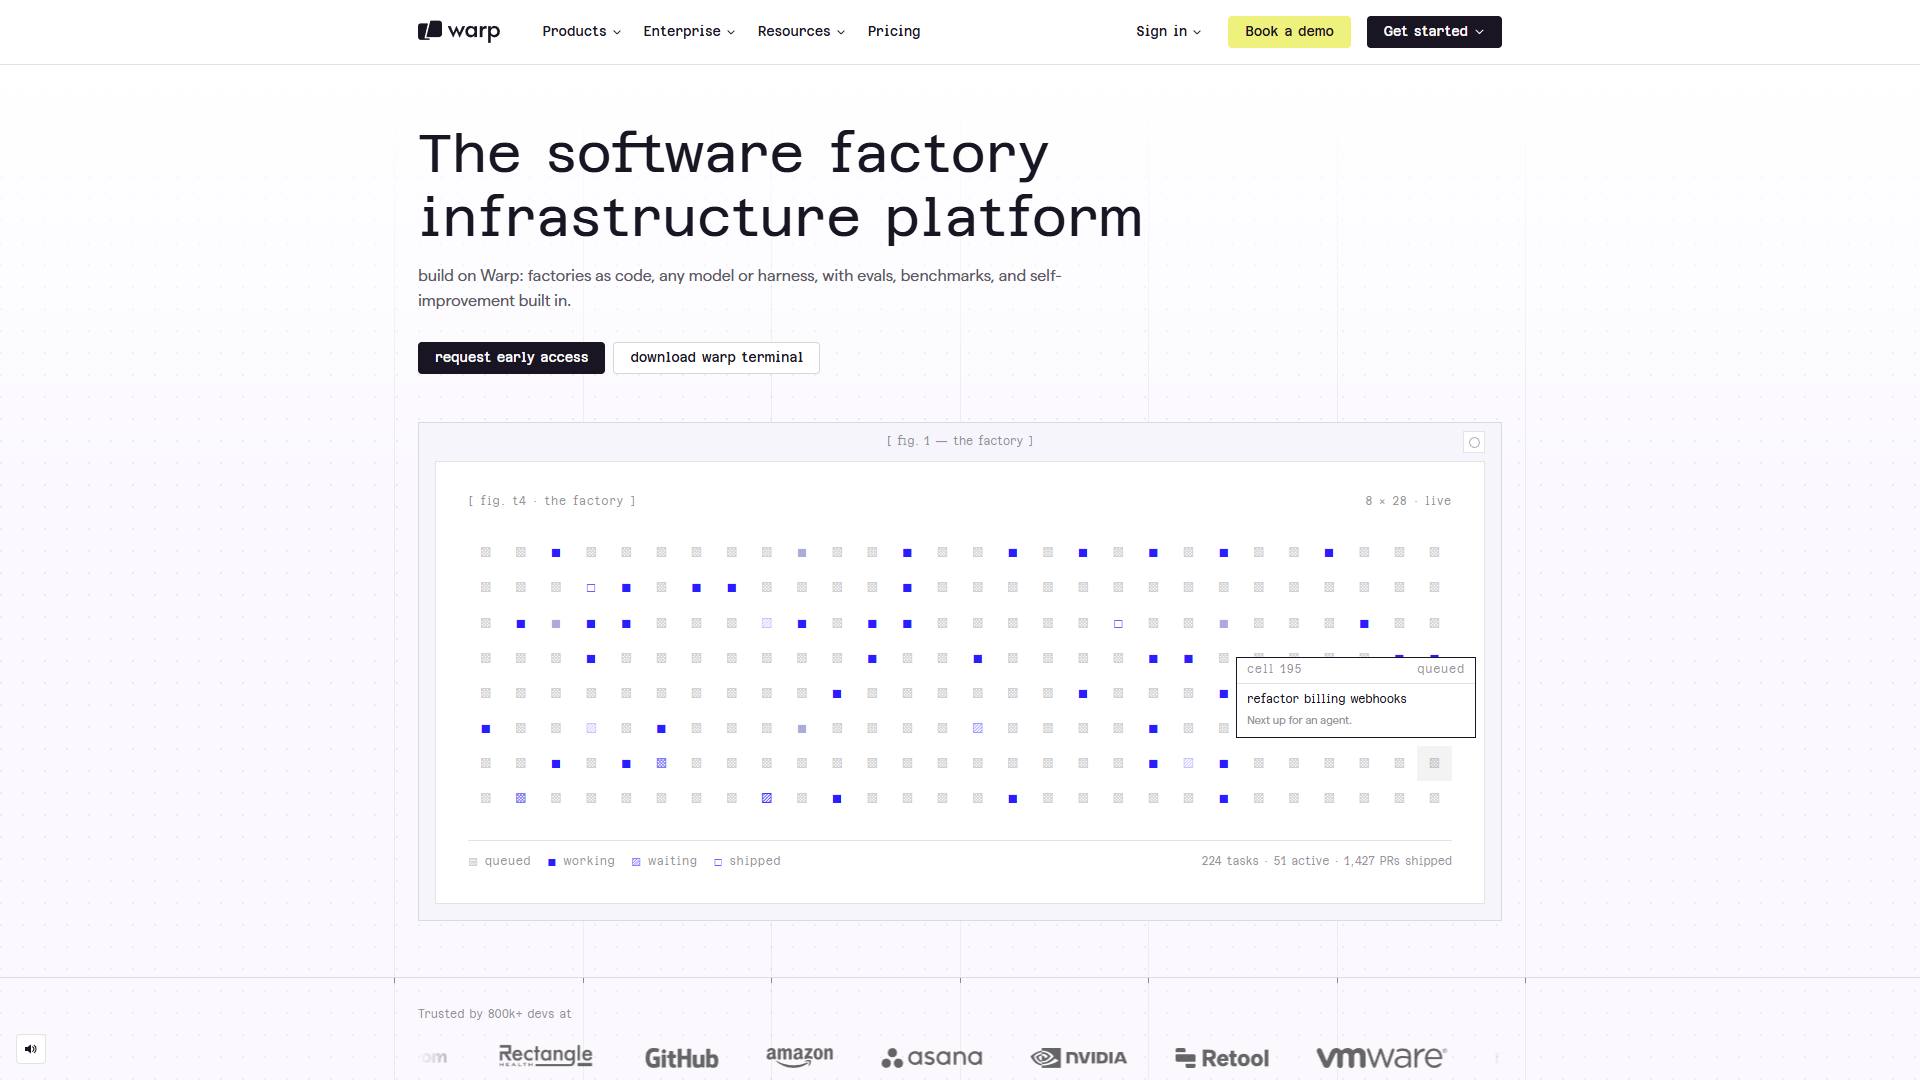 warp
Products
Enterprise
Resources
Pricing
Sign in
Book a demo
Get started
The software factory
infrastructure platform
build on Warp: factories as code, any model or harness, with evals, benchmarks, and self-
improvement built in.
request early access
download warp terminal
[ fig. 1 — the factory ]
[ fig. t4 · the factory ]
8 × 28 · live
cell 195
queued
refactor billing webhooks
Next up for an agent.
queued
working
waiting
shipped
224 tasks · 51 active · 1,427 PRs shipped
Trusted by 800k+ devs at
om
Rectangle
HEALTH
GitHub
amazon
asana
NVIDIA
Retool
vmware®